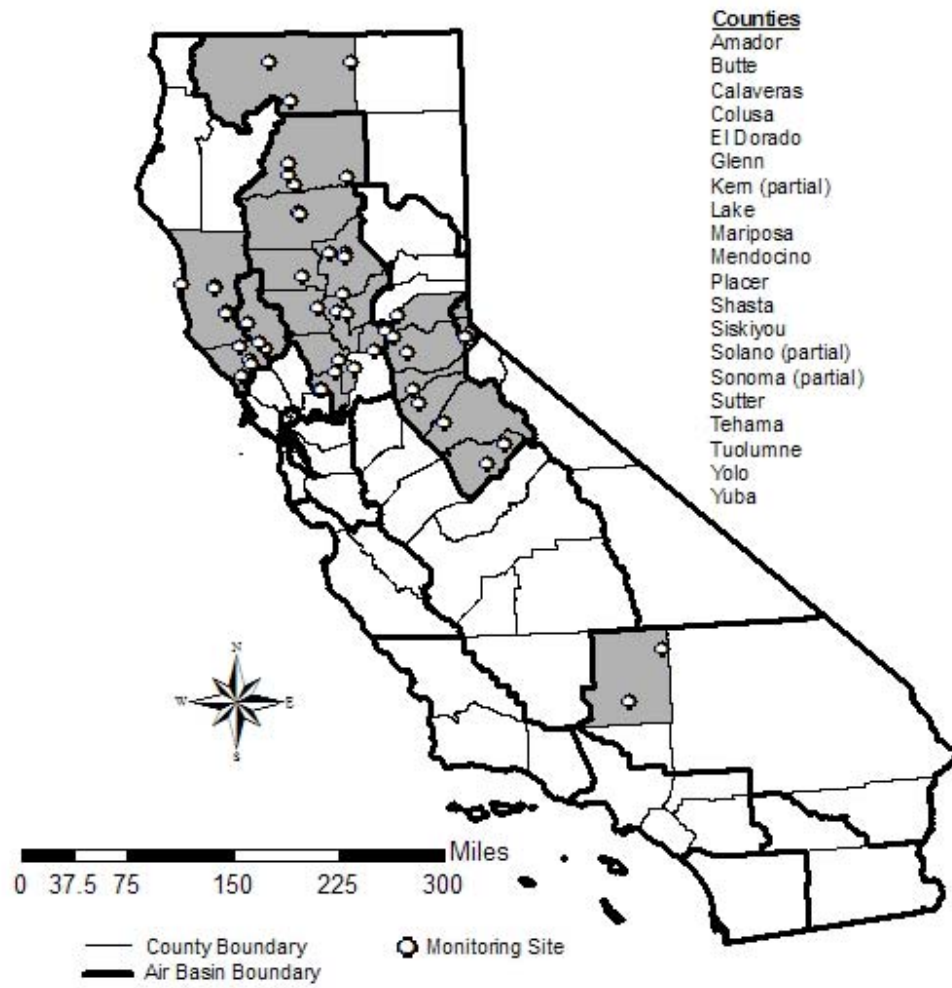 Counties
Amador
Butte
Calaveras
Colusa
El Dorado
Glenn
Kern (partial)
Lake
Mariposa
Mendocino
Placer
Shasta
Siskiyou
Solano (partial)
Sonoma (partial)
Sutter
Tehama
Tuolumne
Yolo
Yuba
N
W E
S
Miles
0 37.5 75 150 225 300
County Boundary Monitoring Site
Air Basin Boundary